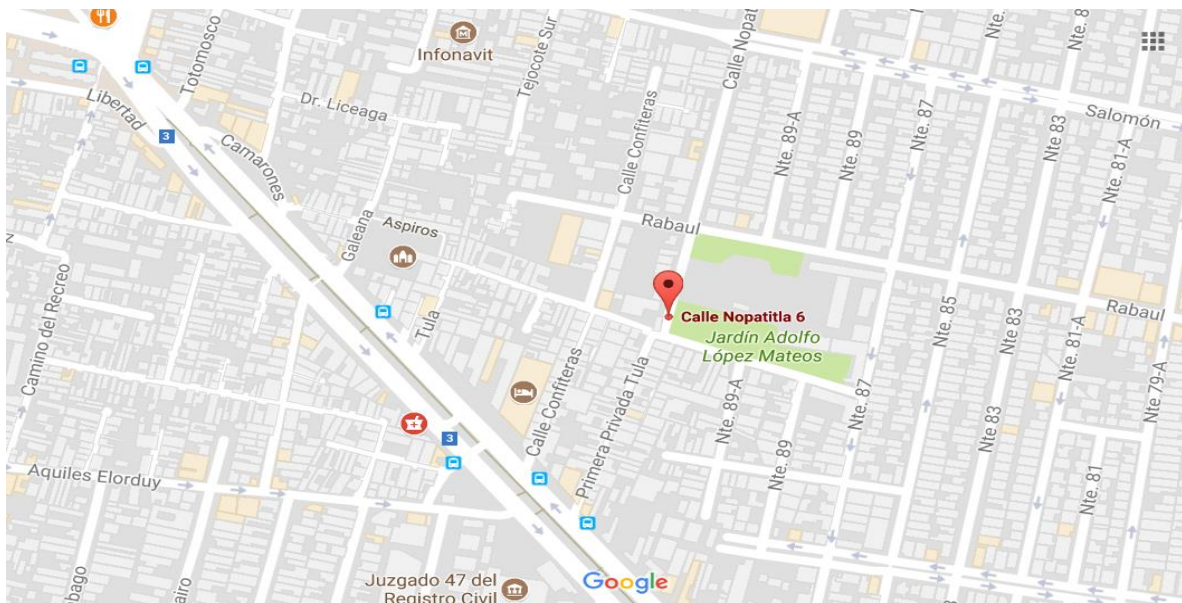 Infonavit
Totomosco
Tejocote Sur
Calle Nopat
Nte. 8
Libertad
3
Camarones
Dr. Liceaga
Calle Confiteras
Nte. 89-A
Nte. 89
Nte. 87
Nte 83
Salomón
Nte. 81-A
Galeana
Aspiros
Rabaul
Camino del Recreo
Tula
Calle Nopatitla 6
Jardín Adolfo
López Mateos
Nte. 85
Nte 83
Rabaul
Nte. 81-A
Nte 79-A
3
Calle Confiteras
Primera Privada Tula
Nte. 89-A
Nte. 89
Nte. 87
Nte 83
Nte. 81
Aquiles Elorduy
Juzgado 47 del
Registro Civil
Google
bago
airo
z